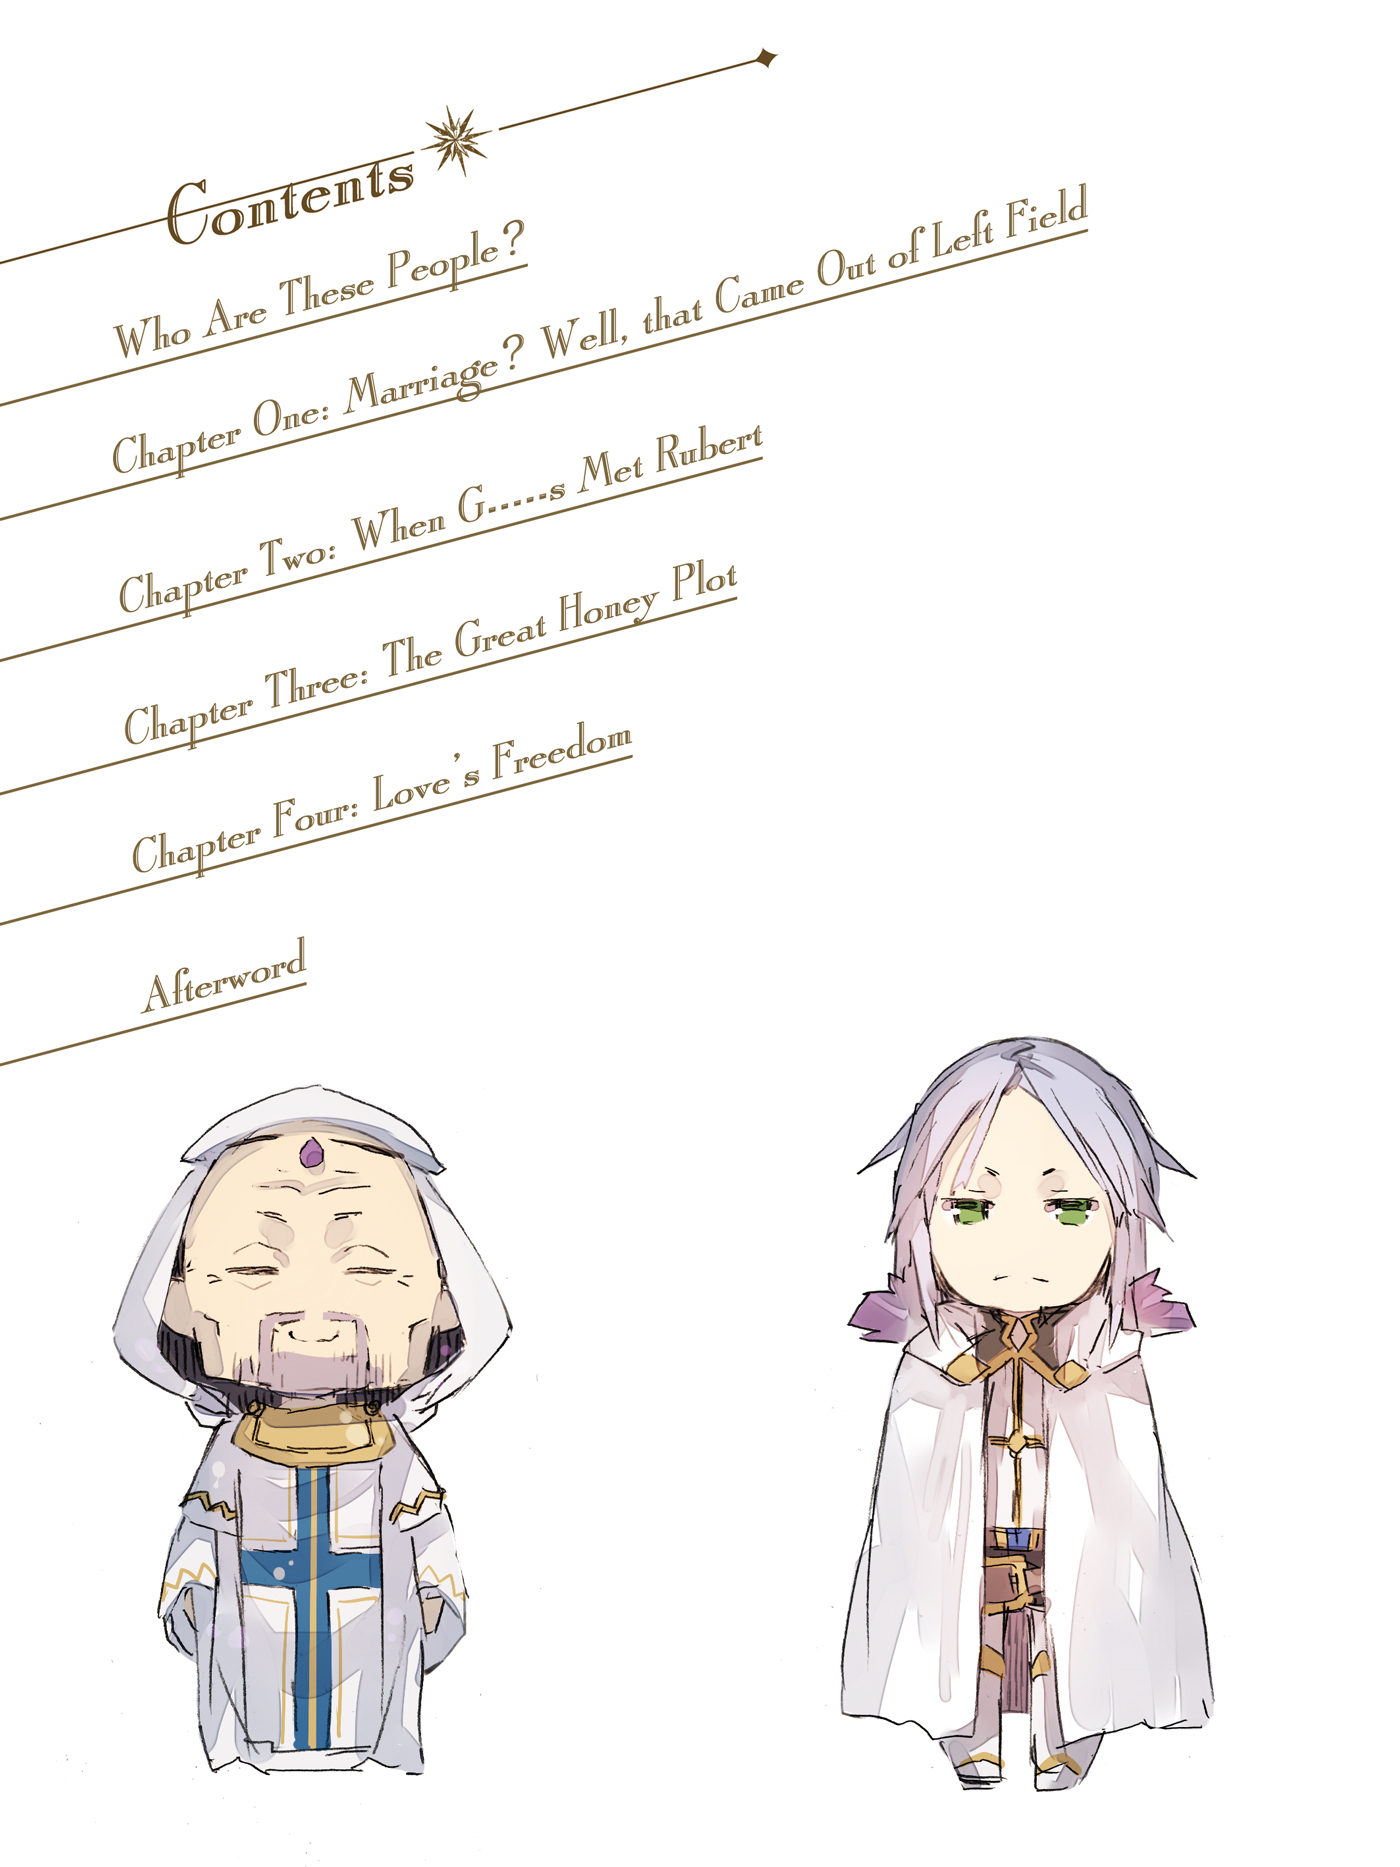 Contents
Who Are These People?
Chapter One: Marriage? Well, that Came Out of Left Field
Chapter Two: When G-----s Met Rubert
Chapter Three: The Great Honey Plot
Chapter Four: Love's Freedom
Afterword